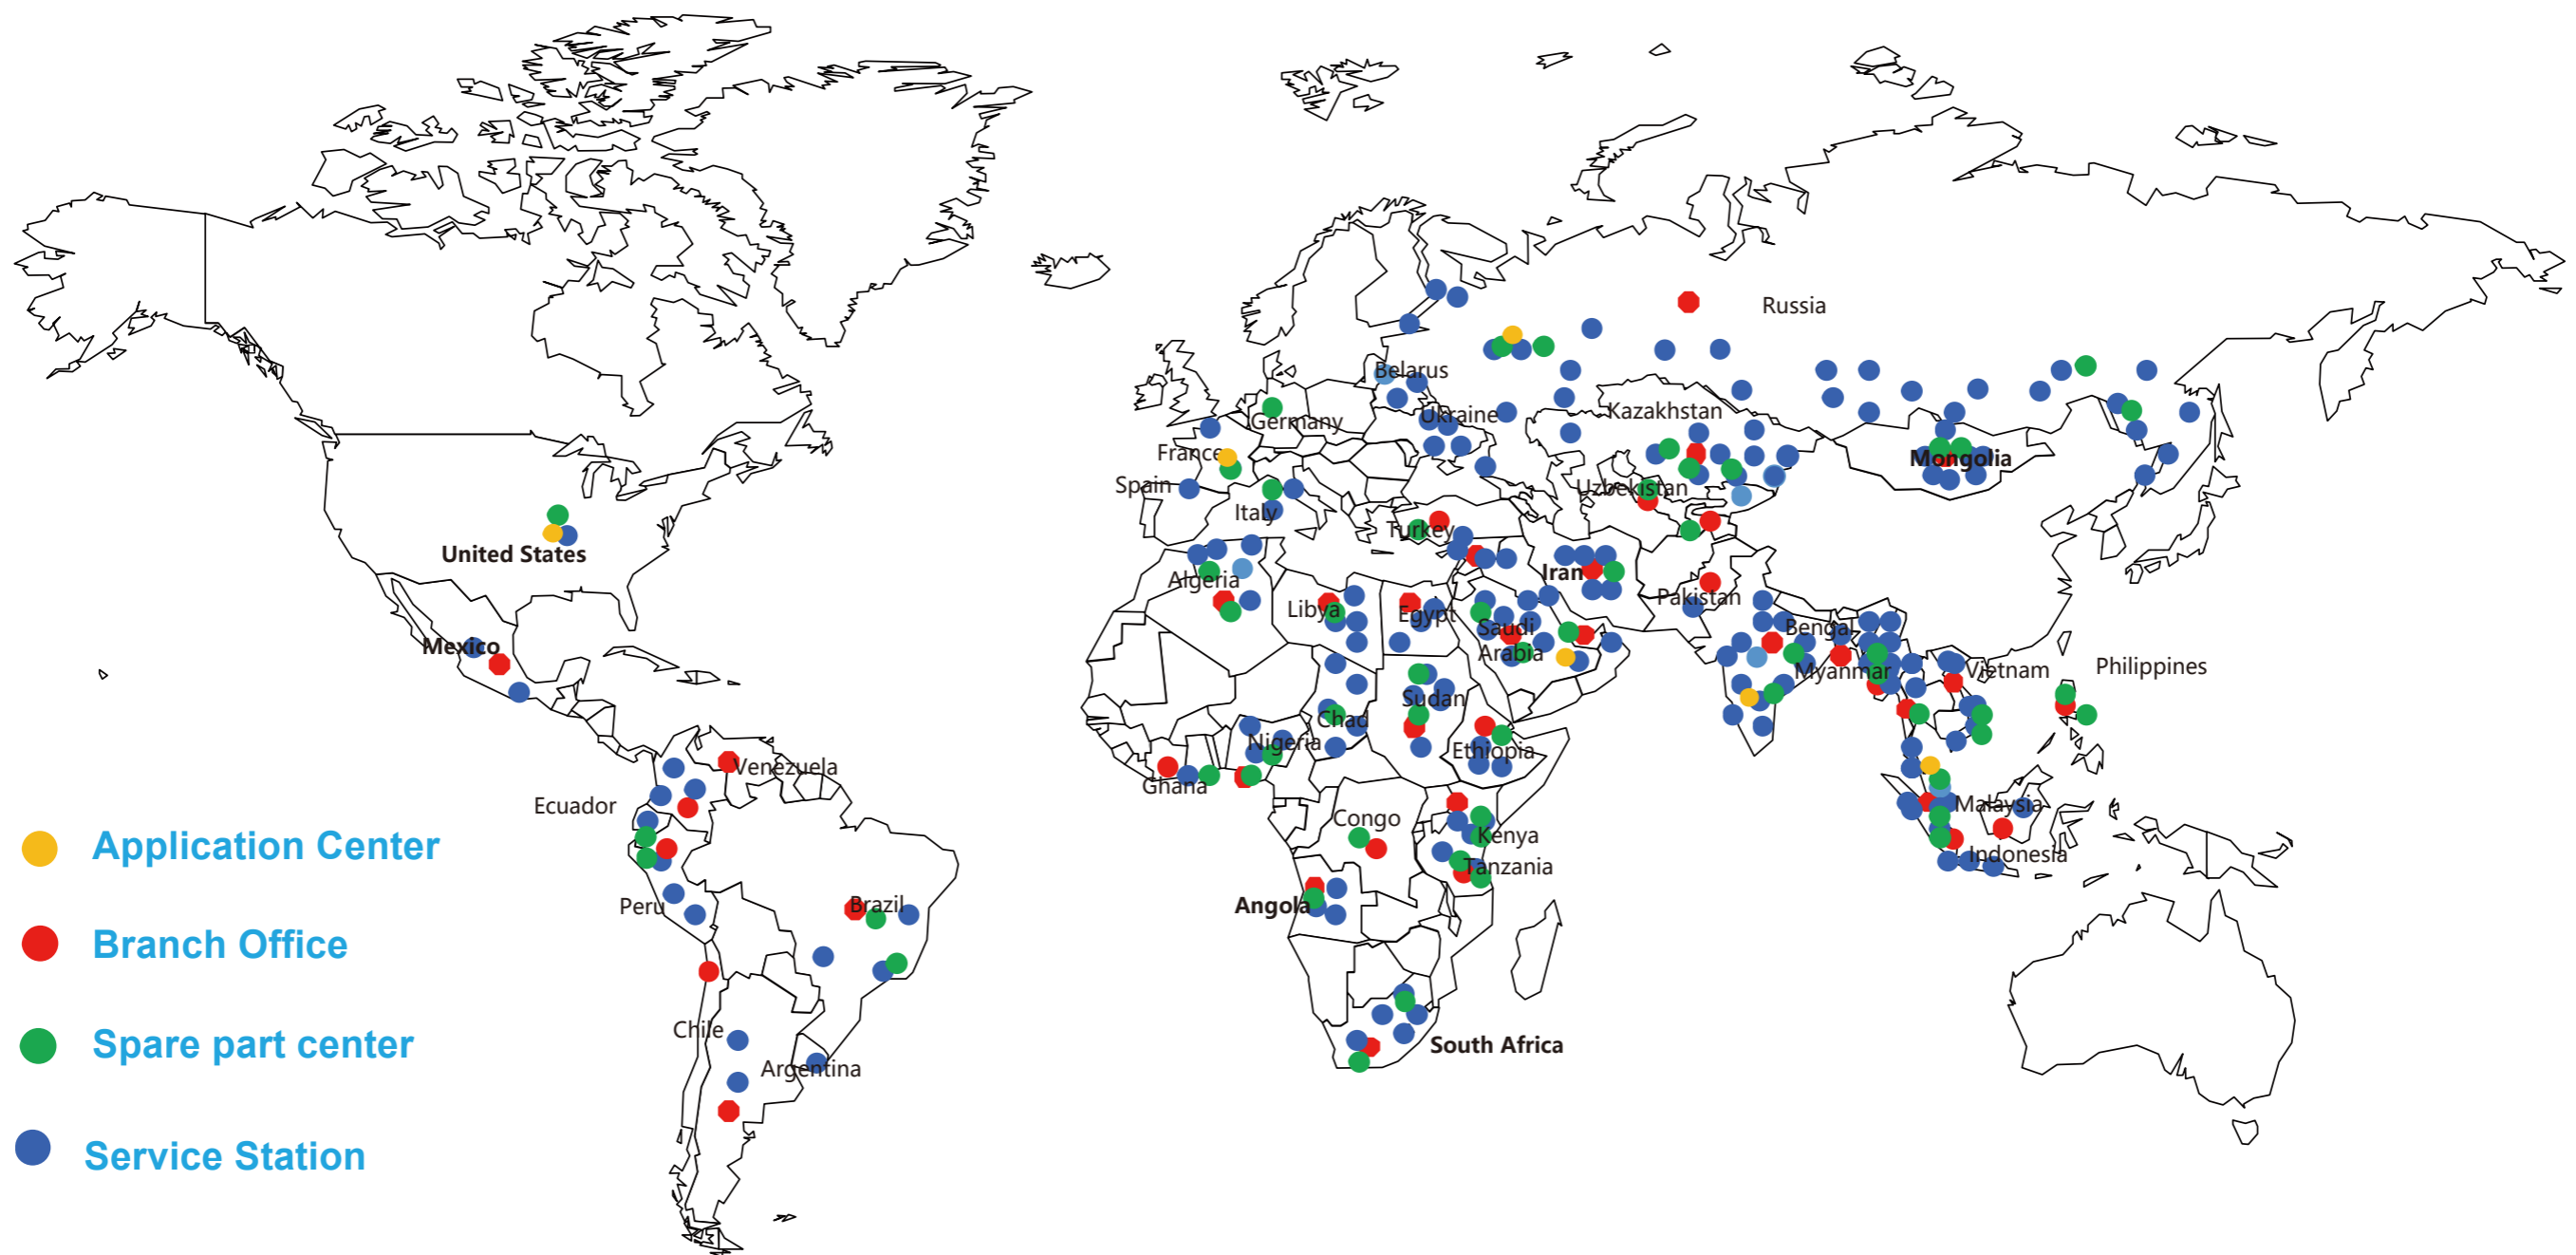 Russia
Belarus
Germany
Ukraine
Kazakhstan
France
Mongolia
Spain
Uzbekistan
Italy
Turkey
United States
Algeria
Iran
Libya
Egypt
Pakistan
Saudi
Arabia
Bengal
Mexico
Myanmar
Vietnam
Philippines
Sudan
Chad
Nigeria
Ethiopia
Venezuela
Ghana
Ecuador
Malaysia
Congo
Kenya
Application Center
Indonesia
Tanzania
Peru
Brazil
Angola
Branch Office
Chile
South Africa
Spare part center
Argentina
Service Station